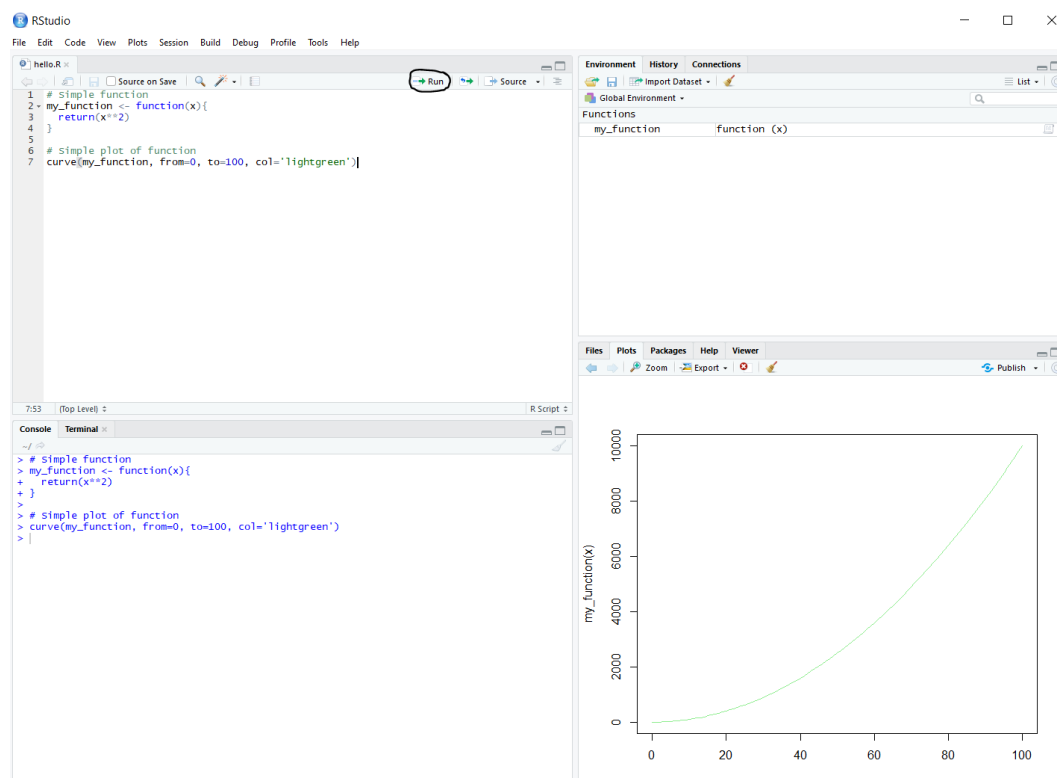 RStudio
File Edit Code View Plots Session Build Debug Profile Tools Help
hello.R
Source on Save Run Source
1 # Simple function
2 my_function <- function(x){
3   return(x**2)
4 }
5
6 # Simple plot of function
7 curve(my_function, from=0, to=100, col='lightgreen')
7:53 (Top Level) R Script
Console Terminal
~/
> # Simple function
> my_function <- function(x){
+   return(x**2)
+ }
>
> # Simple plot of function
> curve(my_function, from=0, to=100, col='lightgreen')
>
Environment History Connections
Import Dataset List
Global Environment
Functions
my_function function (x)
Files Plots Packages Help Viewer
Zoom Export Publish
my_function(x)
10000
8000
6000
4000
2000
0
0 20 40 60 80 100